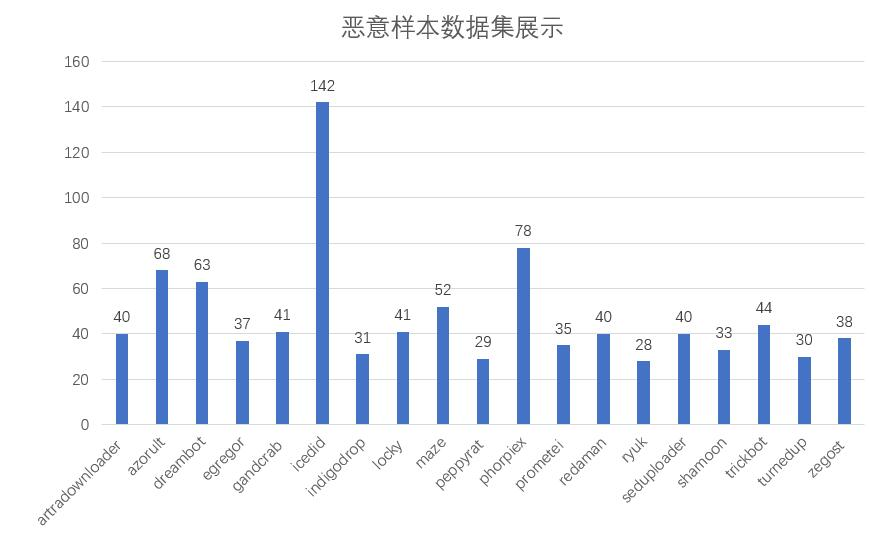 恶意样本数据集展示
160
140
120
100
80
60
40
20
0
40
68
63
37
41
142
31
41
52
29
78
35
40
28
40
33
44
30
38
artradownloader
azorult
dreambot
egregor
gandcrab
icedid
indigodrop
locky
maze
peppyrat
phorpiex
prometei
redaman
ryuk
seduploader
shamoon
trickbot
turnedup
zegost